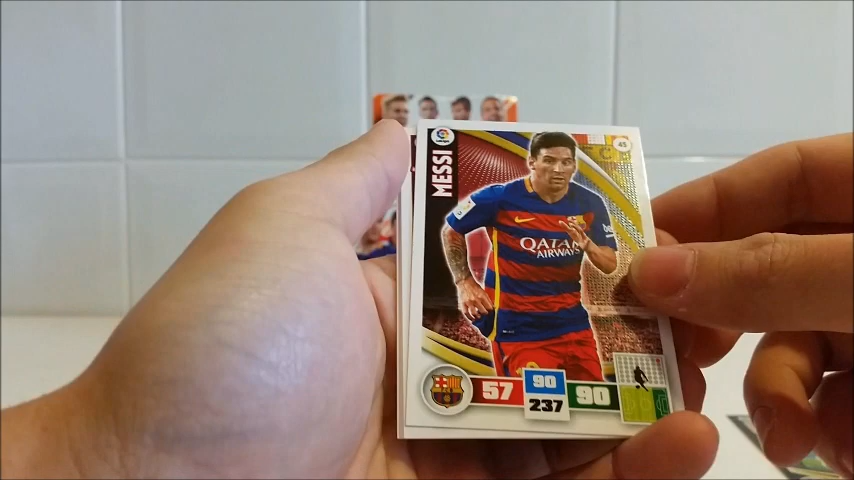 MESSI
45
QATAR
AIRWAYS
57
90
237
90